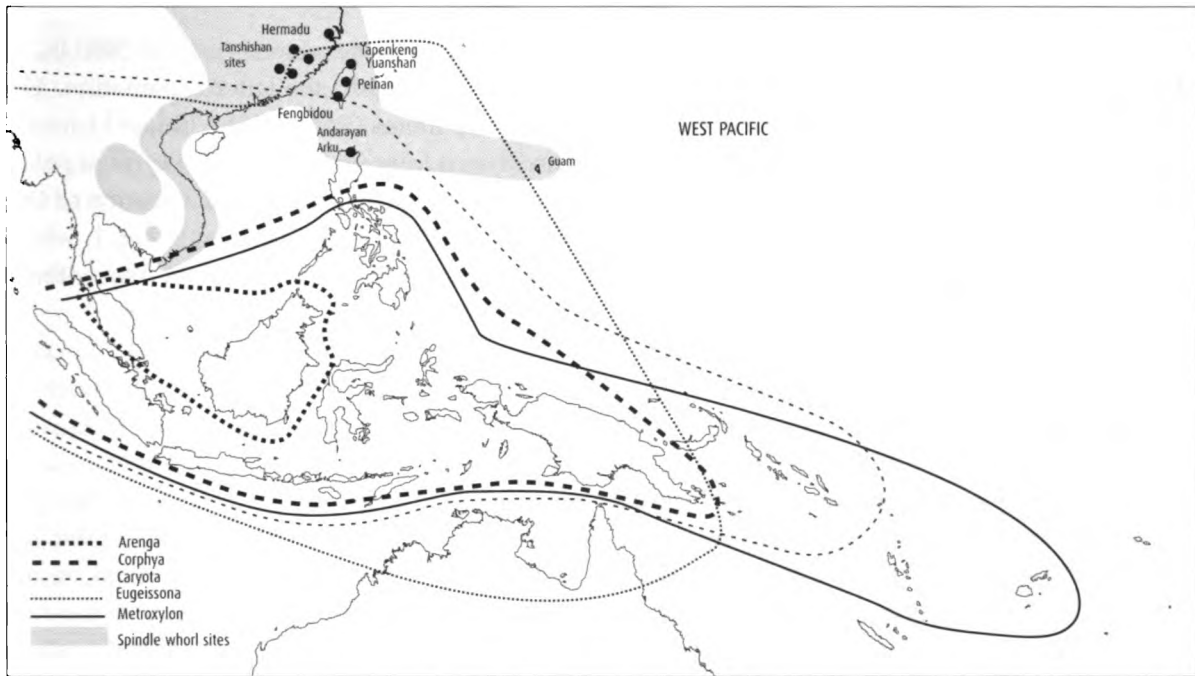 Hermadu
Tanshishan
sites
Tapenkeng
Yuanshan
Peinan
Fengbidou
Andarayan
Arku
Guam
WEST PACIFIC
Arenga
Corphya
Caryota
Eugeissona
Metroxylon
Spindle whorl sites